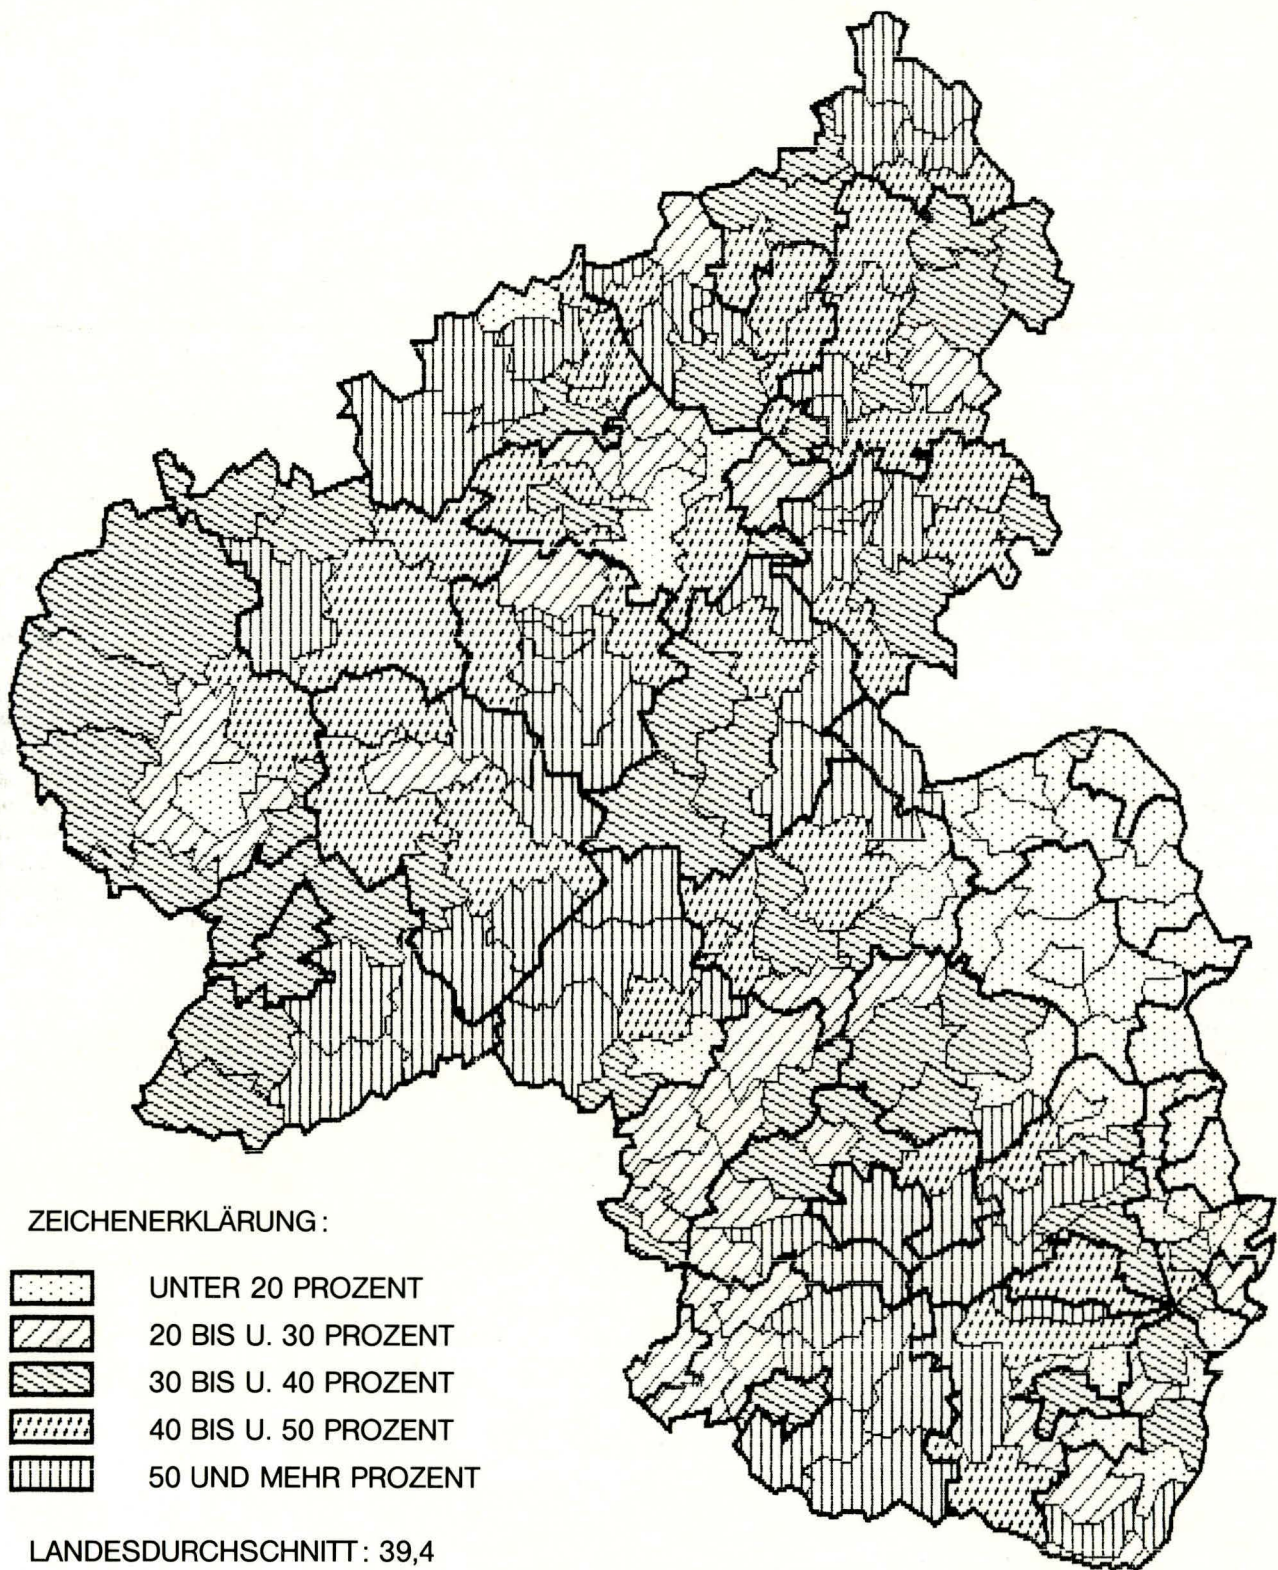 ZEICHENERKLÄRUNG:
UNTER 20 PROZENT
20 BIS U. 30 PROZENT
30 BIS U. 40 PROZENT
40 BIS U. 50 PROZENT
50 UND MEHR PROZENT
LANDESDURCHSCHNITT: 39,4